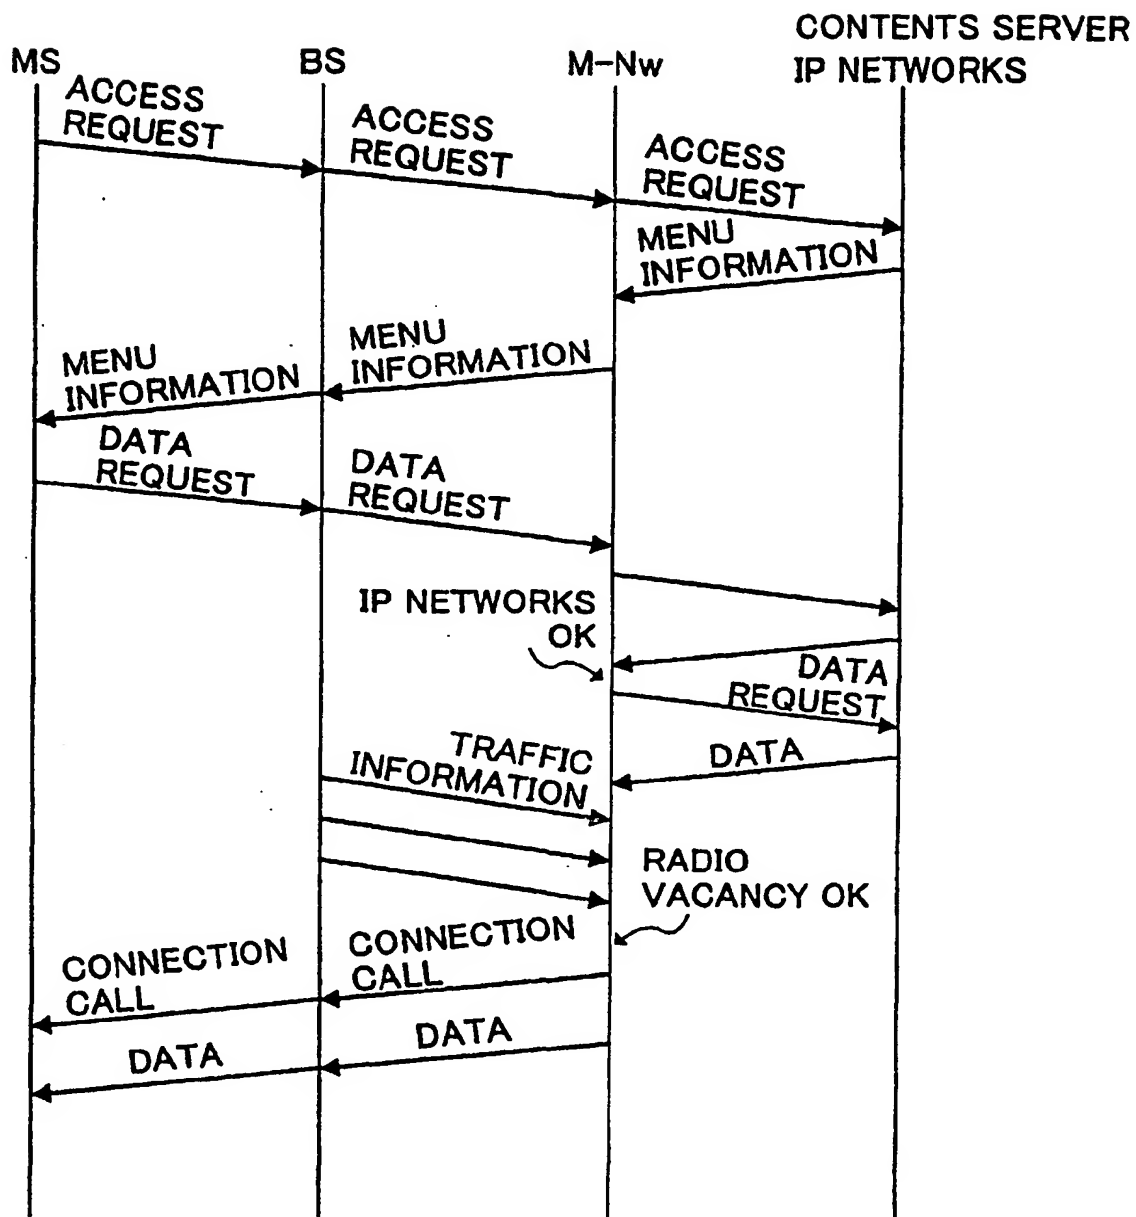 CONTENTS SERVER
IP NETWORKS
MS
BS
M-Nw
ACCESS
REQUEST
ACCESS
REQUEST
ACCESS
REQUEST
MENU
INFORMATION
MENU
INFORMATION
MENU
INFORMATION
DATA
REQUEST
DATA
REQUEST
IP NETWORKS
OK
DATA
REQUEST
DATA
TRAFFIC
INFORMATION
RADIO
VACANCY OK
CONNECTION
CALL
CONNECTION
CALL
DATA
DATA